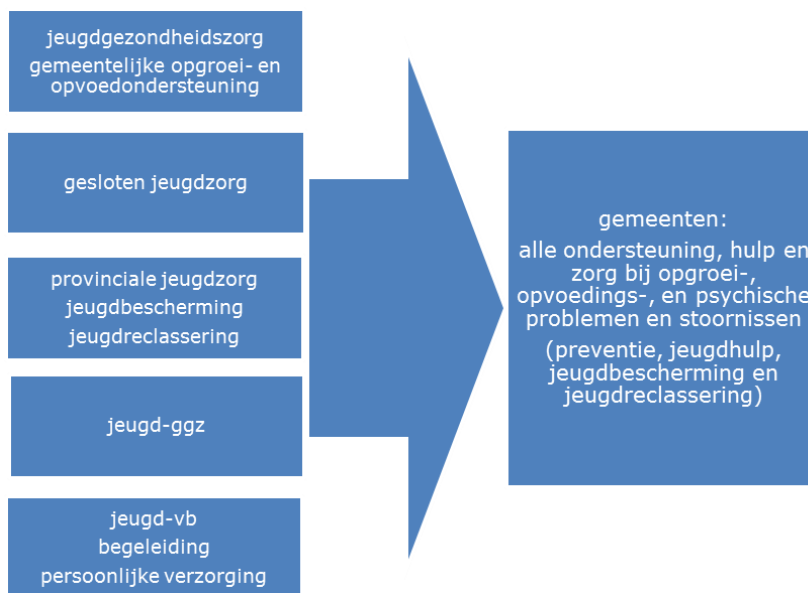 jeugdgezondheidszorg
gemeentelijke opgroei- en
opvoedondersteuning
gesloten jeugdzorg
provinciale jeugdzorg
jeugdbescherming
jeugdreclassering
jeugd-ggz
jeugd-vb
begeleiding
persoonlijke verzorging
gemeenten:
alle ondersteuning, hulp en
zorg bij opgroei-,
opvoedings-, en psychische
problemen en stoornissen
(preventie, jeugdhulp,
jeugdbescherming en
jeugdreclassering)